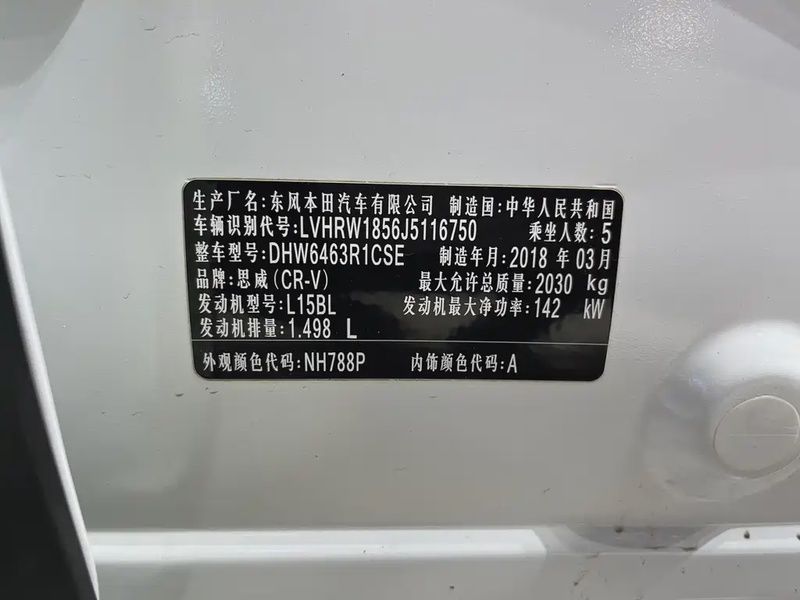 生产厂名:东风本田汽车有限公司 制造国:中华人民共和国
车辆识别代号:LVHRW1856J5116750 乘坐人数:5
整车型号:DHW6463R1CSE 制造年月:2018 年 03月
品牌:思威(CR-V) 最大允许总质量:2030 kg
发动机型号:L15BL 发动机最大净功率:142 kW
发动机排量:1.498 L
外观颜色代码:NH788P 内饰颜色代码:A